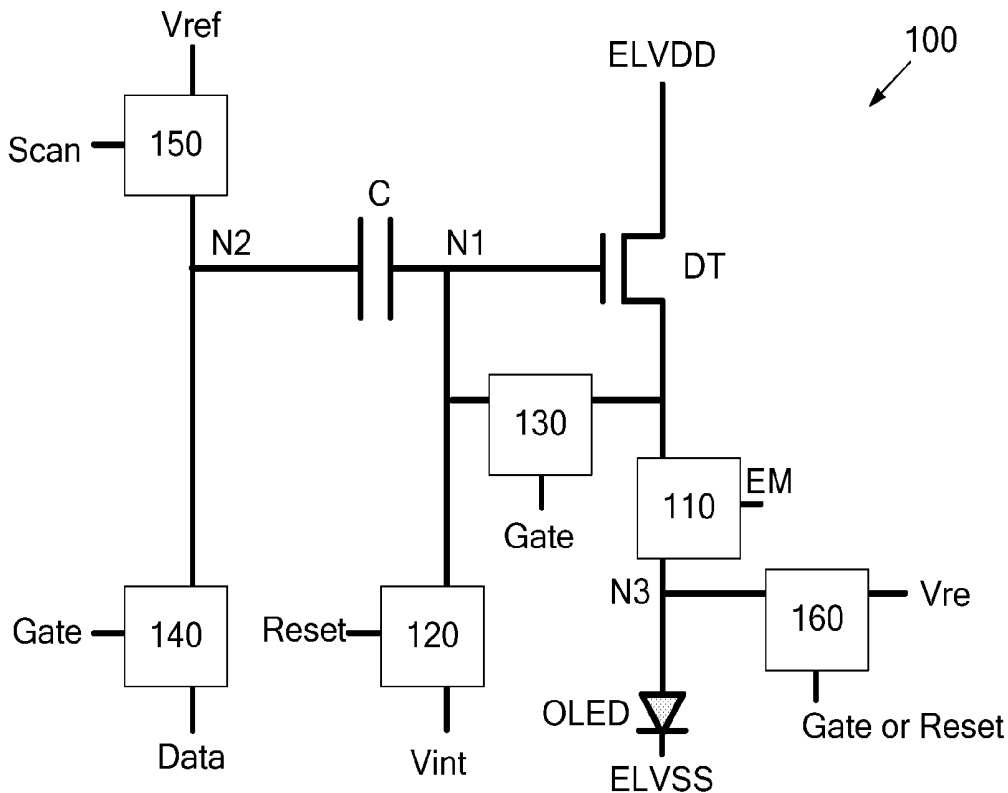 Vref
ELVDD
100
Scan
150
C
N2
N1
DT
130
110
EM
Gate
N3
160
Vre
Gate
140
Reset
120
OLED
Gate or Reset
Data
Vint
ELVSS